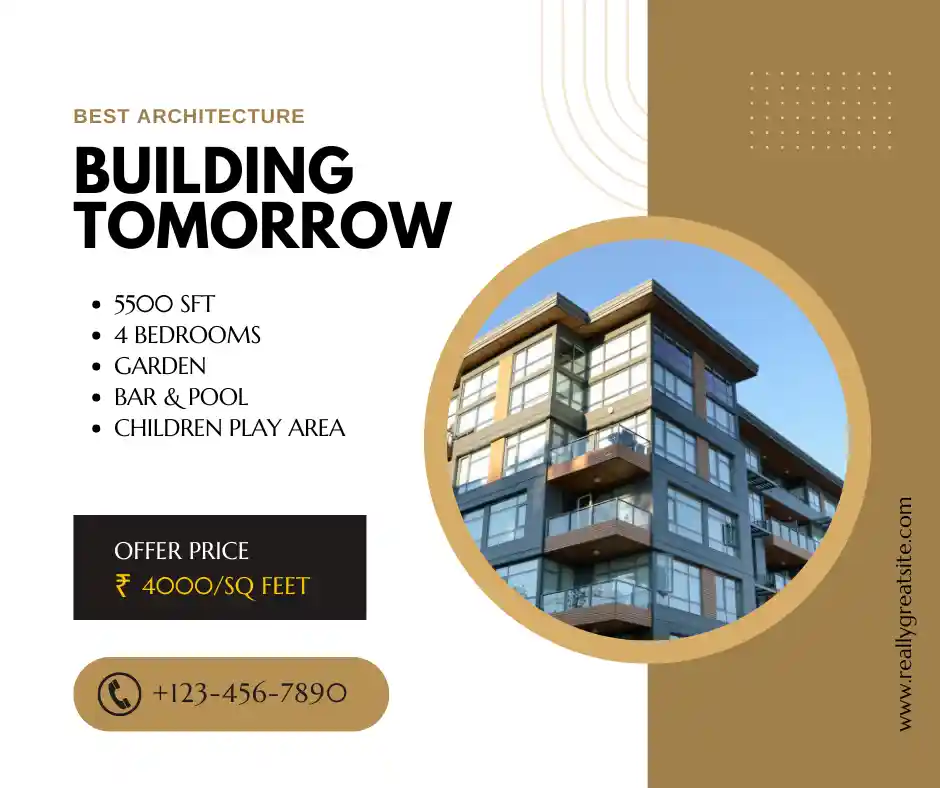 BEST ARCHITECTURE
BUILDING
TOMORROW
• 5500 SFT
• 4 BEDROOMS
• GARDEN
• BAR & POOL
• CHILDREN PLAY AREA
OFFER PRICE
₹ 4000/SQ FEET
+123-456-7890
www.reallygreatsite.com